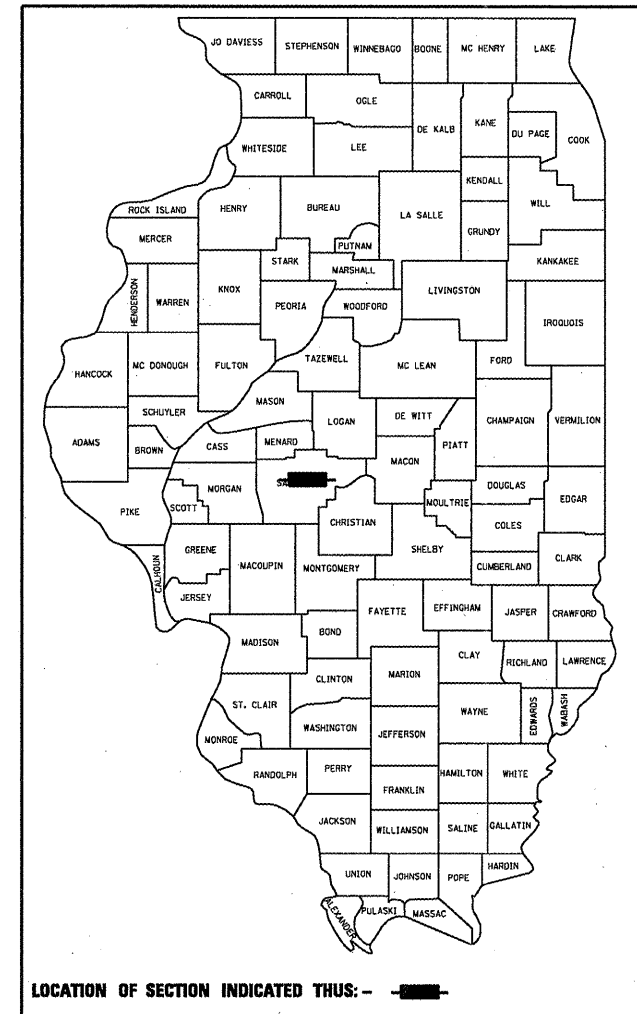 JO DAVIESS STEPHENSON WINNEBAGO BOONE MC HENRY LAKE
CARROLL OGLE
DE KALB KANE DU PAGE COOK
WHITESIDE LEE
KENDALL
ROCK ISLAND HENRY BUREAU LA SALLE WILL
GRUNDY
MERCER PUTNAM
STARK MARSHALL KANKAKEE
HENDERSON WARREN KNOX PEORIA WOODFORD LIVINGSTON
IROQUOIS
HANCOCK MC DONOUGH FULTON TAZEWELL MC LEAN FORD
MASON
SCHUYLER LOGAN DE WITT CHAMPAIGN VERMILION
ADAMS BROWN CASS MENARD MACON PIATT
MORGAN SA DOUGLAS
PIKE SCOTT CHRISTIAN MOULTRIE EDGAR
COLES
GREENE SHELBY
CALHOUN MACOUPIN MONTGOMERY CUMBERLAND CLARK
JERSEY
FAYETTE EFFINGHAM JASPER CRAWFORD
MADISON BOND
CLAY RICHLAND LAWRENCE
CLINTON MARION
ST. CLAIR WAYNE EDWARDS WABASH
WASHINGTON JEFFERSON
MONROE
RANDOLPH PERRY HAMILTON WHITE
FRANKLIN
JACKSON WILLIAMSON SALINE GALLATIN
UNION JOHNSON POPE HARDIN
ALEXANDER PULASKI MASSAC
LOCATION OF SECTION INDICATED THUS: -